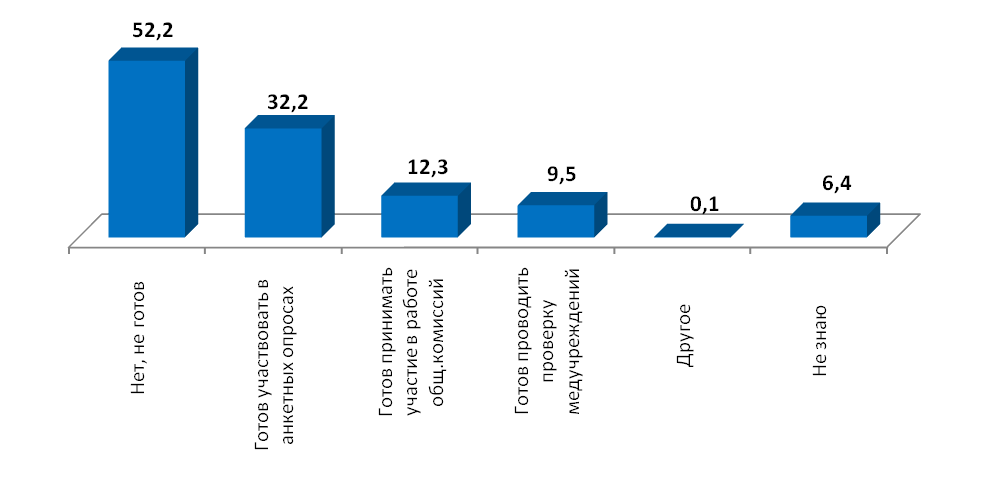 52,2
32,2
12,3
9,5
0,1
6,4
Нет, не готов
Готов участвовать в
анкетных опросах
Готов принимать
участие в работе
общ.комиссий
Готов проводить
проверку
медучреждений
Другое
Не знаю